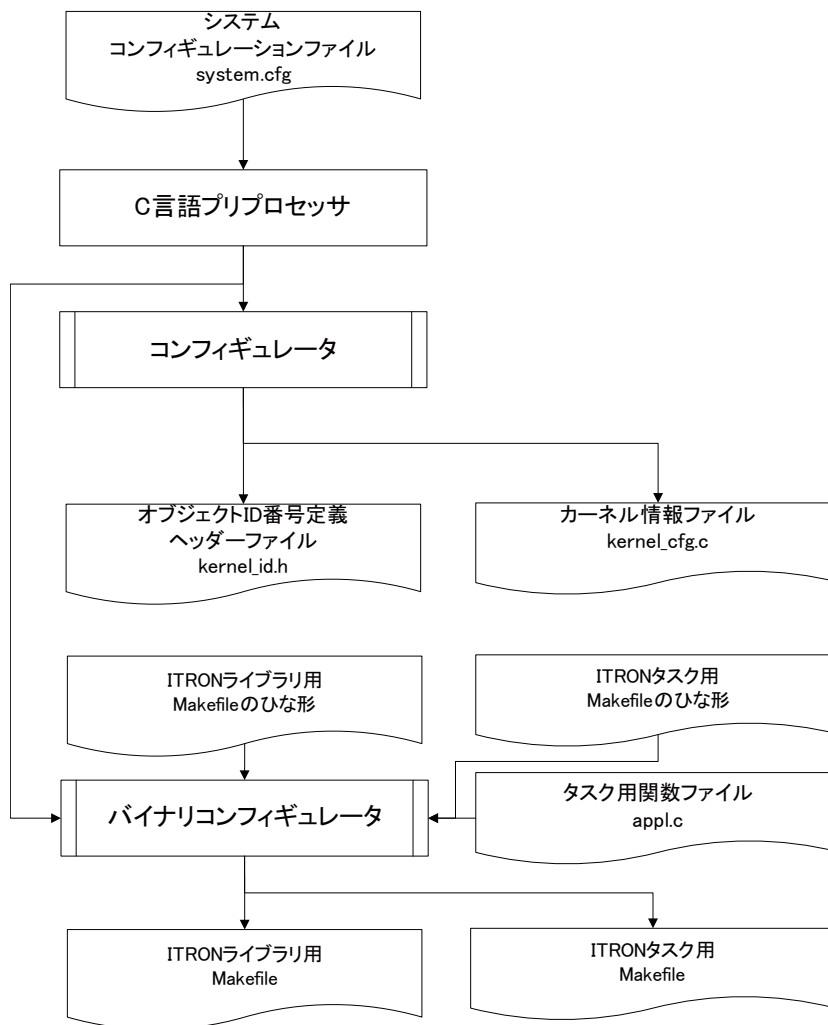 システム
コンフィギュレーションファイル
system.cfg
C言語プリプロセッサ
コンフィギュレータ
オブジェクトID番号定義
ヘッダーファイル
kernel_id.h
カーネル情報ファイル
kernel_cfg.c
ITRONライブラリ用
Makefileのひな形
ITRONタスク用
Makefileのひな形
バイナリコンフィギュレータ
タスク用関数ファイル
appl.c
ITRONライブラリ用
Makefile
ITRONタスク用
Makefile